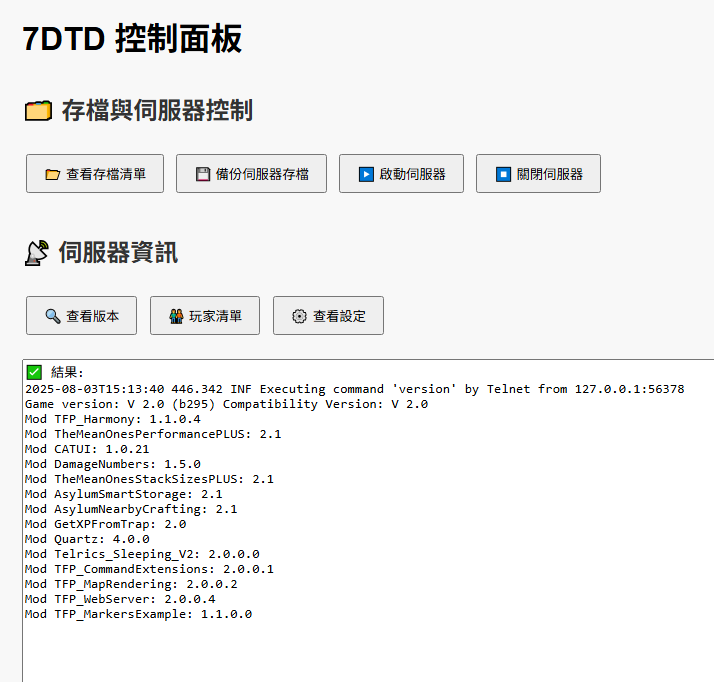 7DTD 控制面板
🗂️ 存檔與伺服器控制
📂 查看存檔清單
💾 備份伺服器存檔
▶️ 啟動伺服器
⏹️ 關閉伺服器
📡 伺服器資訊
🔍 查看版本
👥 玩家清單
⚙️ 查看設定
✅ 結果:
2025-08-03T15:13:40 446.342 INF Executing command 'version' by Telnet from 127.0.0.1:56378
Game version: V 2.0 (b295) Compatibility Version: V 2.0
Mod TFP_Harmony: 1.1.0.4
Mod TheMeanOnesPerformancePLUS: 2.1
Mod CATUI: 1.0.21
Mod DamageNumbers: 1.5.0
Mod TheMeanOnesStackSizesPLUS: 2.1
Mod AsylumSmartStorage: 2.1
Mod AsylumNearbyCrafting: 2.1
Mod GetXPFromTrap: 2.0
Mod Quartz: 4.0.0
Mod Telrics_Sleeping_V2: 2.0.0.0
Mod TFP_CommandExtensions: 2.0.0.1
Mod TFP_MapRendering: 2.0.0.2
Mod TFP_WebServer: 2.0.0.4
Mod TFP_MarkersExample: 1.1.0.0